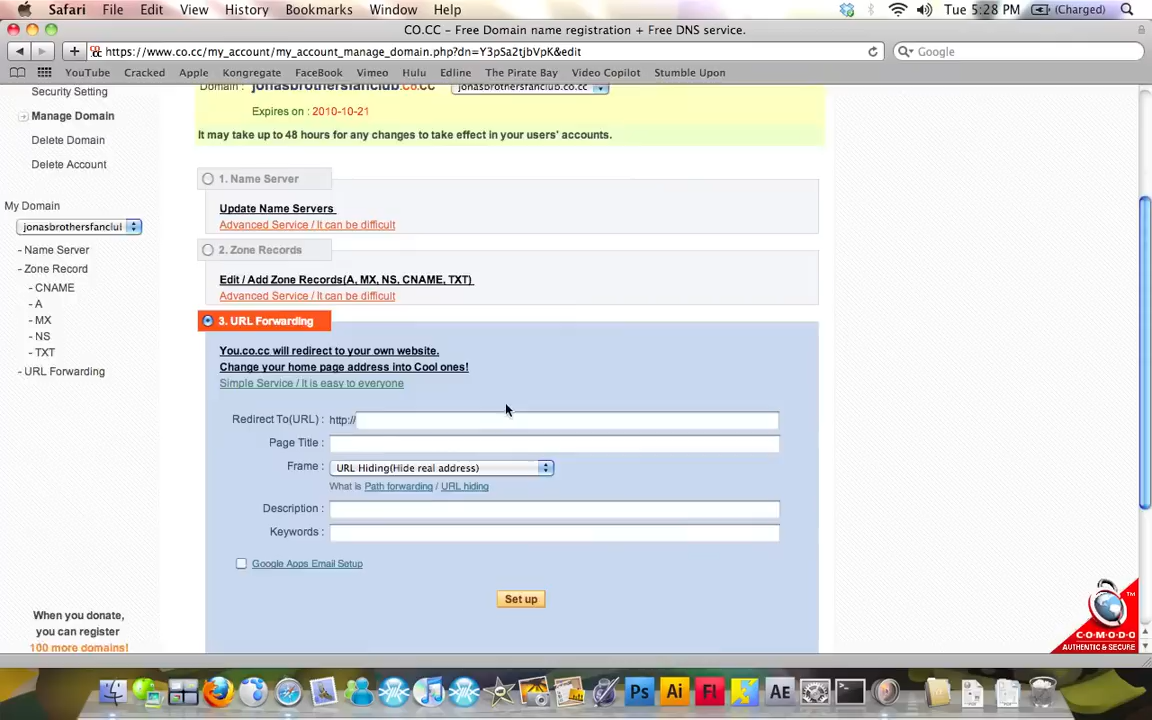 Safari File Edit View History Bookmarks Window Help Tue 5:28 PM (Charged)
CO.CC - Free Domain name registration + Free DNS service.
https://www.co.cc/my_account/my_account_manage_domain.php?dn=Y3pSa2tjbVpK&edit
Google
YouTube Cracked Apple Kongregate FaceBook Vimeo Hulu Edline The Pirate Bay Video Copilot Stumble Upon
Security Setting
Manage Domain
Delete Domain
Delete Account
My Domain
jonasbrothersfanclul
- Name Server
- Zone Record
- CNAME
- A
- MX
- NS
- TXT
- URL Forwarding
When you donate,
you can register
100 more domains!
Domain : jonasbrothersfanclub.CO.CC jonasbrothersfanclub.co.cc
Expires on : 2010-10-21
It may take up to 48 hours for any changes to take effect in your users' accounts.
1. Name Server
Update Name Servers
Advanced Service / It can be difficult
2. Zone Records
Edit / Add Zone Records(A, MX, NS, CNAME, TXT)
Advanced Service / It can be difficult
3. URL Forwarding
You.co.cc will redirect to your own website.
Change your home page address into Cool ones!
Simple Service / It is easy to everyone
Redirect To(URL) : http://
Page Title :
Frame : URL Hiding(Hide real address)
What is Path forwarding / URL hiding
Description :
Keywords :
Google Apps Email Setup
Set up
COMODO
AUTHENTIC & SECURE
TM
Ps Ai Fl AE